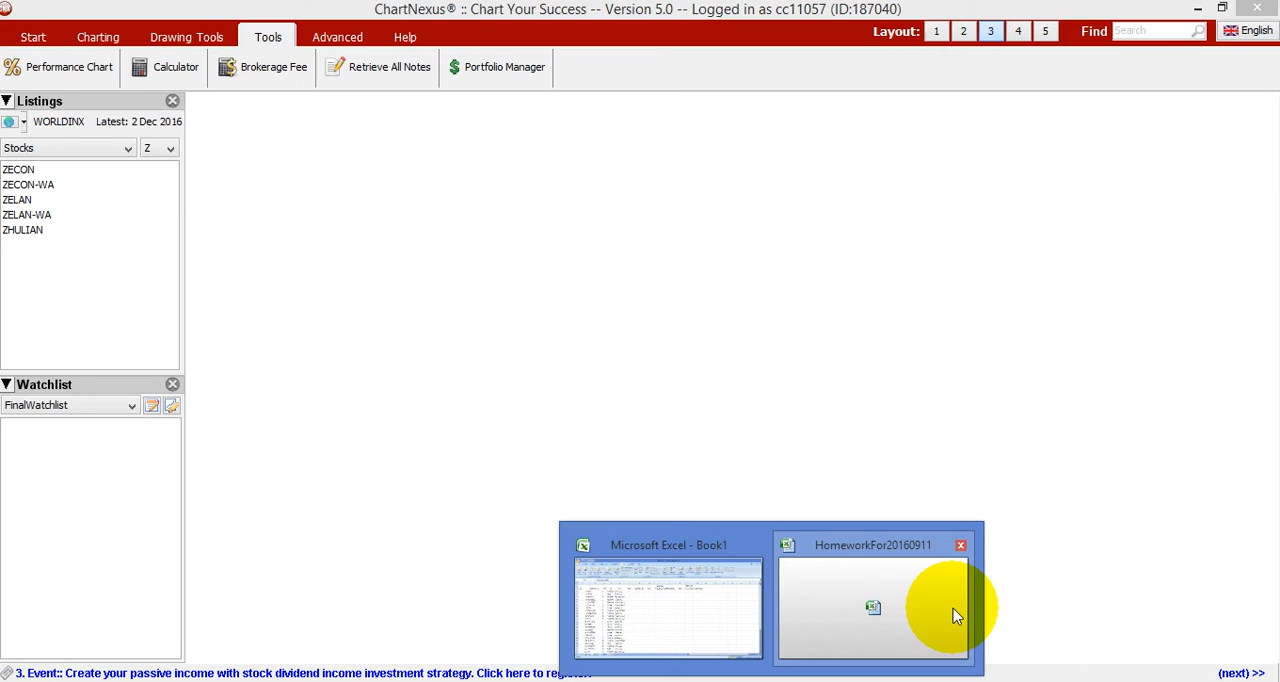 ChartNexus® :: Chart Your Success -- Version 5.0 -- Logged in as cc11057 (ID:187040)
Start Charting Drawing Tools Tools Advanced Help Layout: 1 2 3 4 5 Find Search English
Performance Chart Calculator Brokerage Fee Retrieve All Notes Portfolio Manager
Listings
WORLDINX Latest: 2 Dec 2016
Stocks Z
ZECON
ZECON-WA
ZELAN
ZELAN-WA
ZHULIAN
Watchlist
FinalWatchlist
Microsoft Excel - Book1 HomeworkFor20160911
3. Event:: Create your passive income with stock dividend income investment strategy. Click here to register. (next) >>